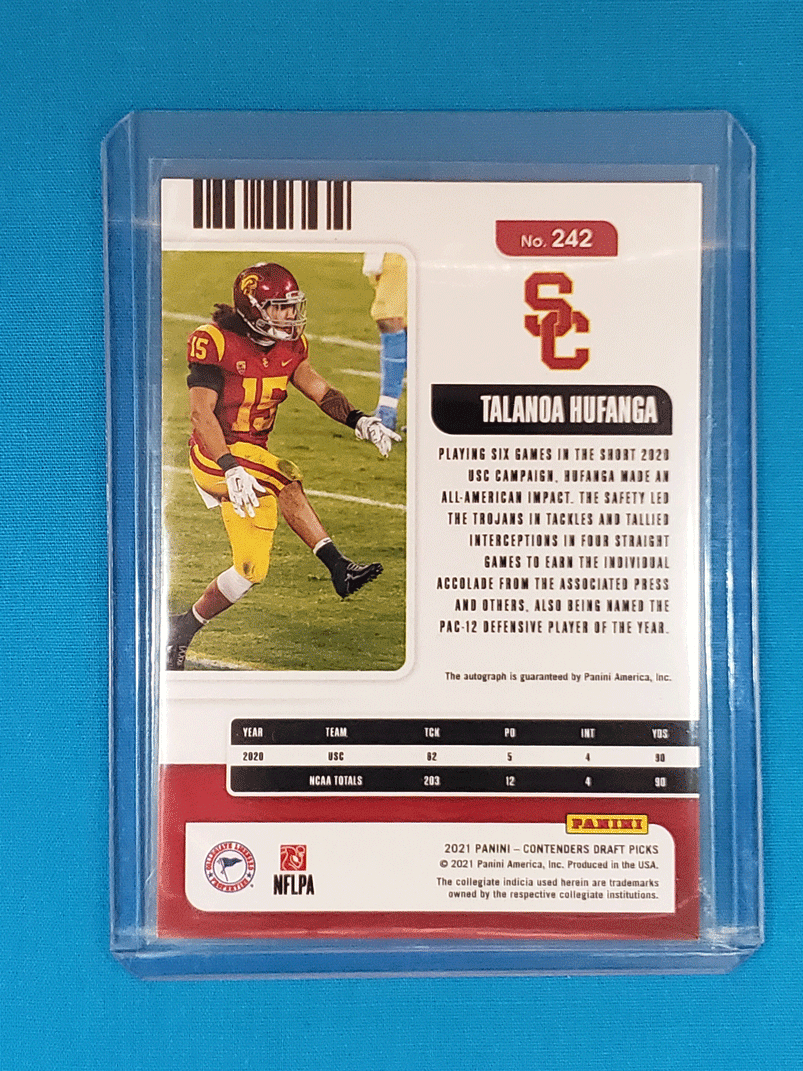 No. 242
SC
15
15
TALANOA HUFANGA
PLAYING SIX GAMES IN THE SHORT 2020
USC CAMPAIGN, HUFANGA MADE AN
ALL-AMERICAN IMPACT. THE SAFETY LED
THE TROJANS IN TACKLES AND TALLIED
INTERCEPTIONS IN FOUR STRAIGHT
GAMES TO EARN THE INDIVIDUAL
ACCOLADE FROM THE ASSOCIATED PRESS
AND OTHERS, ALSO BEING NAMED THE
PAC-12 DEFENSIVE PLAYER OF THE YEAR.
The autograph is guaranteed by Panini America, Inc.
YEAR TEAM TCK PD INT YDS
2020 USC 62 5 4 90
NCAA TOTALS 203 12 4 90
PANINI
2021 PANINI – CONTENDERS DRAFT PICKS
© 2021 Panini America, Inc. Produced in the USA.
The collegiate indicia used herein are trademarks
owned by the respective collegiate institutions.
COLLEGIATE LICENSED PROPERTIES
NFLPA